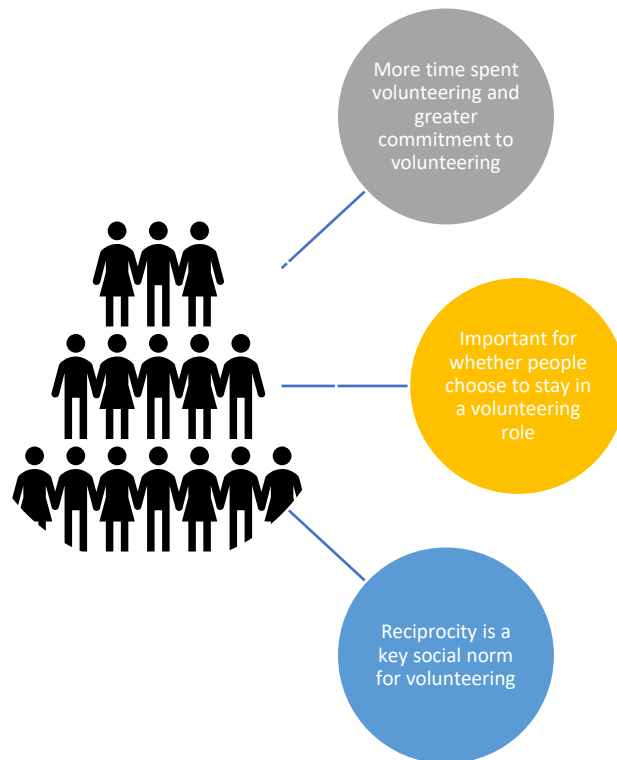 More time spent
volunteering and
greater
commitment to
volunteering
Important for
whether people
choose to stay in
a volunteering
role
Reciprocity is a
key social norm
for volunteering